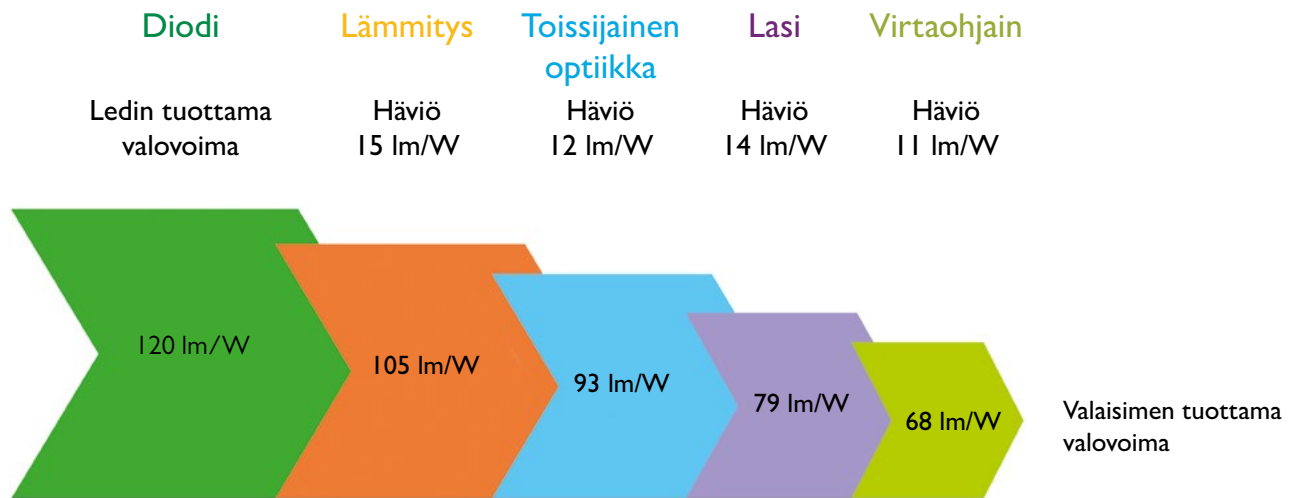 Diodi
Lämmitys
Toissijainen
optiikka
Lasi
Virtaohjain
Ledin tuottama
valovoima
Häviö
15 lm/W
Häviö
12 lm/W
Häviö
14 lm/W
Häviö
11 lm/W
120 lm/W
105 lm/W
93 lm/W
79 lm/W
68 lm/W
Valaisimen tuottama
valovoima